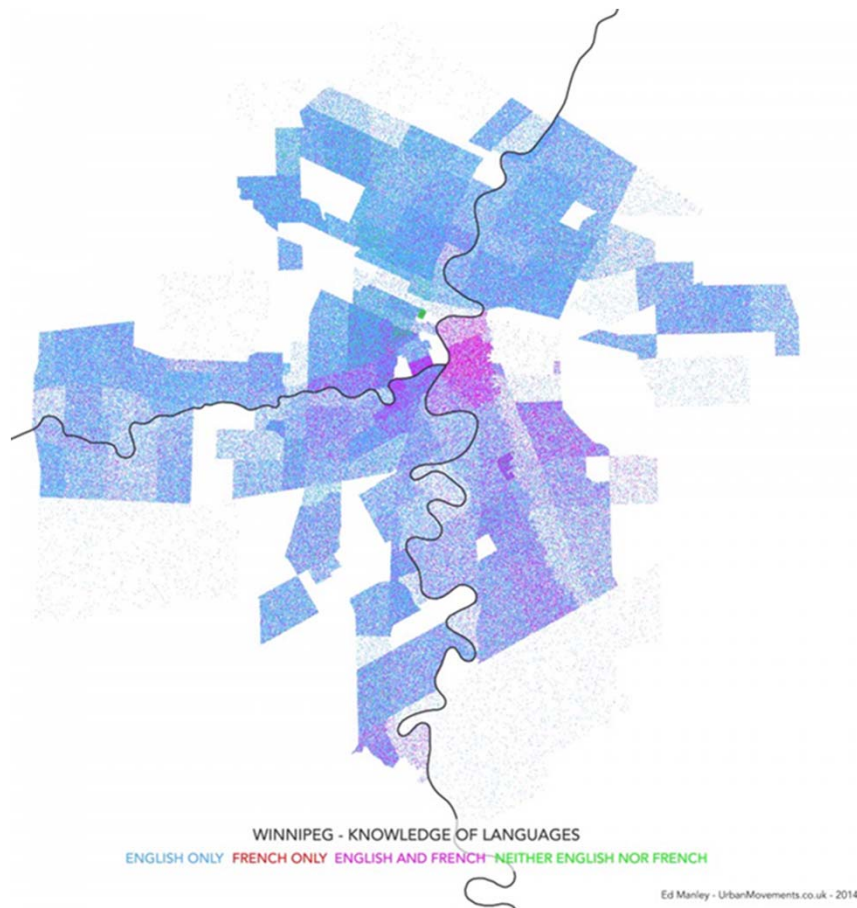 WINNIPEG - KNOWLEDGE OF LANGUAGES
ENGLISH ONLY FRENCH ONLY ENGLISH AND FRENCH NEITHER ENGLISH NOR FRENCH
Ed Manley - UrbanMovements.co.uk - 2014